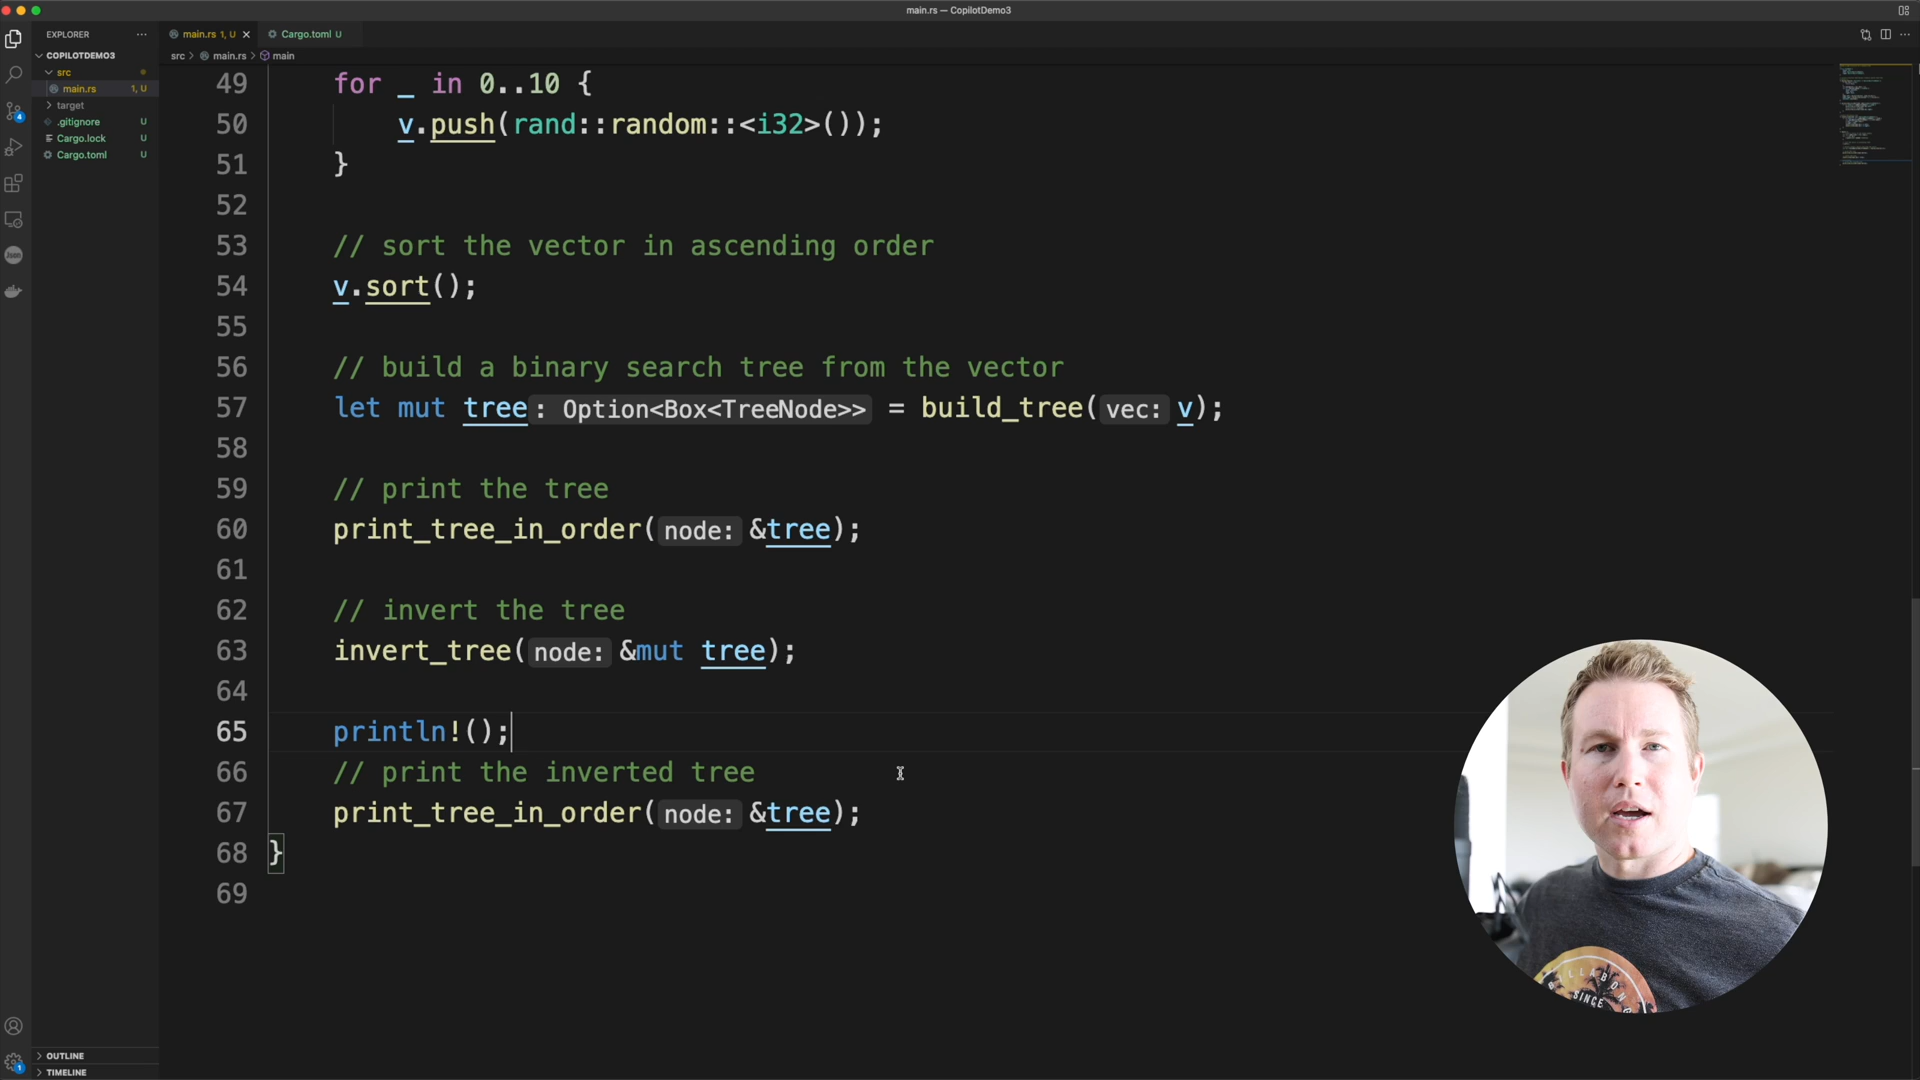 main.rs — CopilotDemo3
EXPLORER
COPILOTDEMO3
src
main.rs 1, U
target
.gitignore U
Cargo.lock U
Cargo.toml U
OUTLINE
TIMELINE
4
Json
1
main.rs 1, U
Cargo.toml U
src > main.rs > main
49 for _ in 0..10 {
50 v.push(rand::random::<i32>());
51 }
52
53 // sort the vector in ascending order
54 v.sort();
55
56 // build a binary search tree from the vector
57 let mut tree: Option<Box<TreeNode>> = build_tree(vec: v);
58
59 // print the tree
60 print_tree_in_order(node: &tree);
61
62 // invert the tree
63 invert_tree(node: &mut tree);
64
65 println!();
66 // print the inverted tree
67 print_tree_in_order(node: &tree);
68 }
69
SINCE